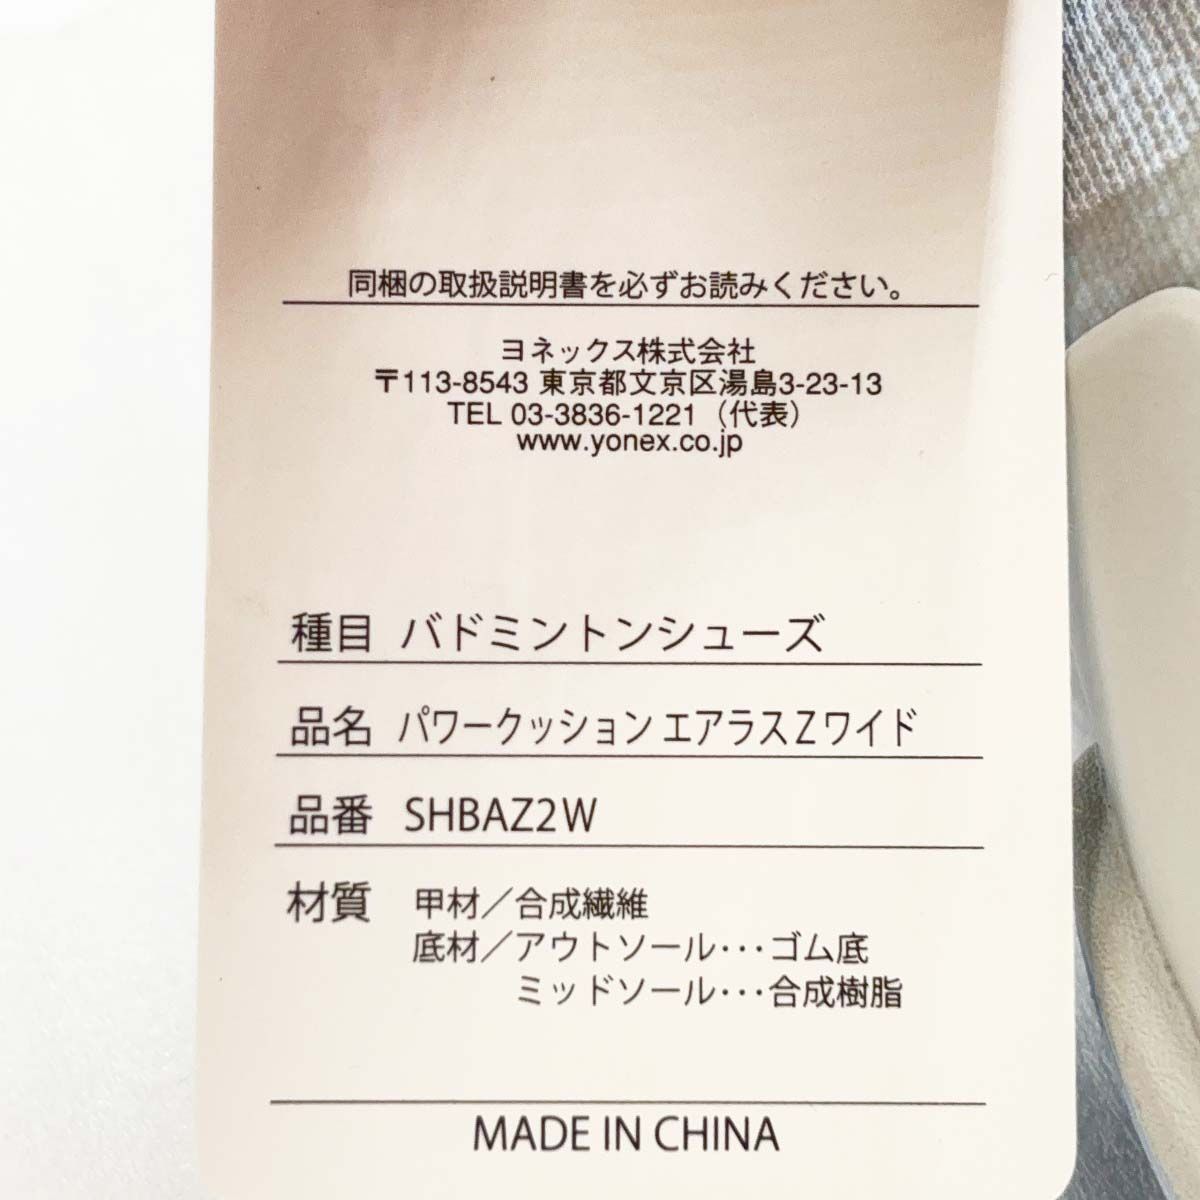 同梱の取扱説明書を必ずお読みください。
ヨネックス株式会社
〒113-8543 東京都文京区湯島3-23-13
TEL 03-3836-1221（代表）
www.yonex.co.jp
種目 バドミントンシューズ
品名 パワークッション エアラスZワイド
品番 SHBAZ2W
材質 甲材／合成繊維
底材／アウトソール･･･ゴム底
ミッドソール･･･合成樹脂
MADE IN CHINA